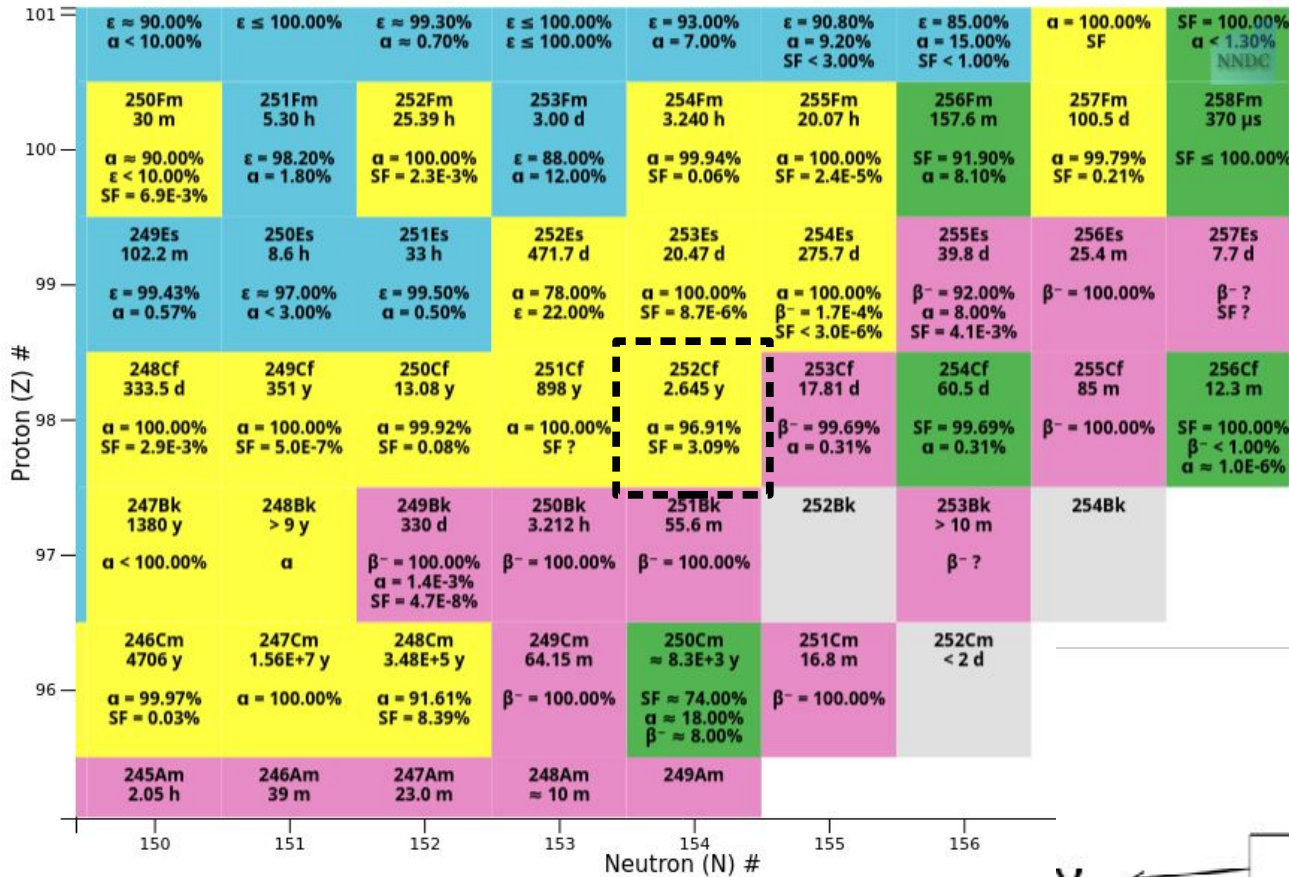 101
ε ≈ 90.00%
α < 10.00%
ε ≤ 100.00%
ε ≈ 99.30%
α ≈ 0.70%
ε ≤ 100.00%
ε ≤ 100.00%
ε = 93.00%
α = 7.00%
ε = 90.80%
α = 9.20%
SF < 3.00%
ε = 85.00%
α = 15.00%
SF < 1.00%
α = 100.00%
SF
SF = 100.00%
α < 1.30%
NNDC
100
250Fm
30 m
α ≈ 90.00%
ε < 10.00%
SF = 6.9E-3%
251Fm
5.30 h
ε = 98.20%
α = 1.80%
252Fm
25.39 h
α = 100.00%
SF = 2.3E-3%
253Fm
3.00 d
ε = 88.00%
α = 12.00%
254Fm
3.240 h
α = 99.94%
SF = 0.06%
255Fm
20.07 h
α = 100.00%
SF = 2.4E-5%
256Fm
157.6 m
SF = 91.90%
α = 8.10%
257Fm
100.5 d
α = 99.79%
SF = 0.21%
258Fm
370 μs
SF ≤ 100.00%
99
249Es
102.2 m
ε = 99.43%
α = 0.57%
250Es
8.6 h
ε ≈ 97.00%
α < 3.00%
251Es
33 h
ε = 99.50%
α = 0.50%
252Es
471.7 d
α = 78.00%
ε = 22.00%
253Es
20.47 d
α = 100.00%
SF = 8.7E-6%
254Es
275.7 d
α = 100.00%
β⁻ = 1.7E-4%
SF < 3.0E-6%
255Es
39.8 d
β⁻ = 92.00%
α = 8.00%
SF = 4.1E-3%
256Es
25.4 m
β⁻ = 100.00%
257Es
7.7 d
β⁻ ?
SF ?
98
248Cf
333.5 d
α = 100.00%
SF = 2.9E-3%
249Cf
351 y
α = 100.00%
SF = 5.0E-7%
250Cf
13.08 y
α = 99.92%
SF = 0.08%
251Cf
898 y
α = 100.00%
SF ?
252Cf
2.645 y
α = 96.91%
SF = 3.09%
253Cf
17.81 d
β⁻ = 99.69%
α = 0.31%
254Cf
60.5 d
SF = 99.69%
α = 0.31%
255Cf
85 m
β⁻ = 100.00%
256Cf
12.3 m
SF = 100.00%
β⁻ < 1.00%
α ≈ 1.0E-6%
97
247Bk
1380 y
α < 100.00%
248Bk
> 9 y
α
249Bk
330 d
β⁻ = 100.00%
α = 1.4E-3%
SF = 4.7E-8%
250Bk
3.212 h
β⁻ = 100.00%
251Bk
55.6 m
β⁻ = 100.00%
252Bk
253Bk
> 10 m
β⁻ ?
254Bk
96
246Cm
4706 y
α = 99.97%
SF = 0.03%
247Cm
1.56E+7 y
α = 100.00%
248Cm
3.48E+5 y
α = 91.61%
SF = 8.39%
249Cm
64.15 m
β⁻ = 100.00%
250Cm
≈ 8.3E+3 y
SF ≈ 74.00%
α ≈ 18.00%
β⁻ ≈ 8.00%
251Cm
16.8 m
β⁻ = 100.00%
252Cm
< 2 d
245Am
2.05 h
246Am
39 m
247Am
23.0 m
248Am
≈ 10 m
249Am
Proton (Z) #
150
151
152
153
154
155
156
Neutron (N) #